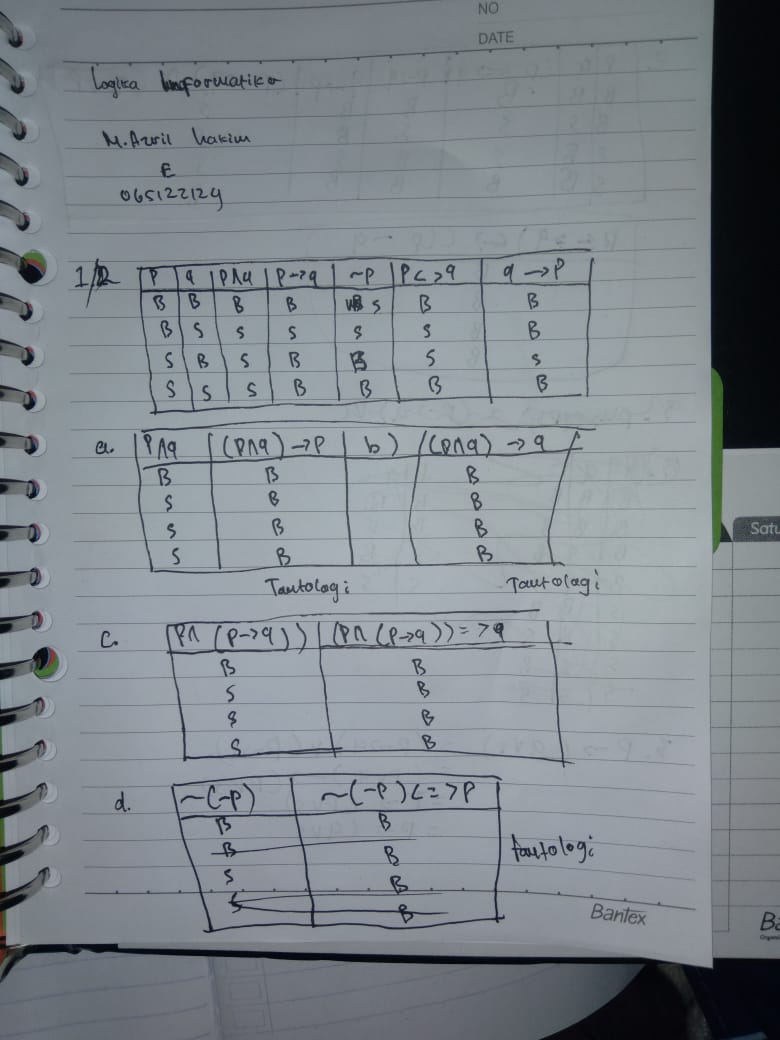 NO
DATE
Logika Informatika
M. Azril Hakim
E
065122124
1/2
P | q | P∧q | P→q | ~P | P<>q | q→P
B | B | B | B | S | B | B
B | S | S | S | S | S | B
S | B | S | B | B | S | S
S | S | S | B | B | B | B
a. P∧q | (P∧q)→P | b) | (P∧q)→q
B | B | B
S | B | B
S | B | B
S | B | B
Tautologi Tautologi
c. P∧(P→q)) | (P∧(P→q))=>q
B | B
S | B
S | B
S | B
d. ~(-P) | ~(-P)<=>P
B | B
B | B
S | B
S | B
tautologi
Bantex
Satu